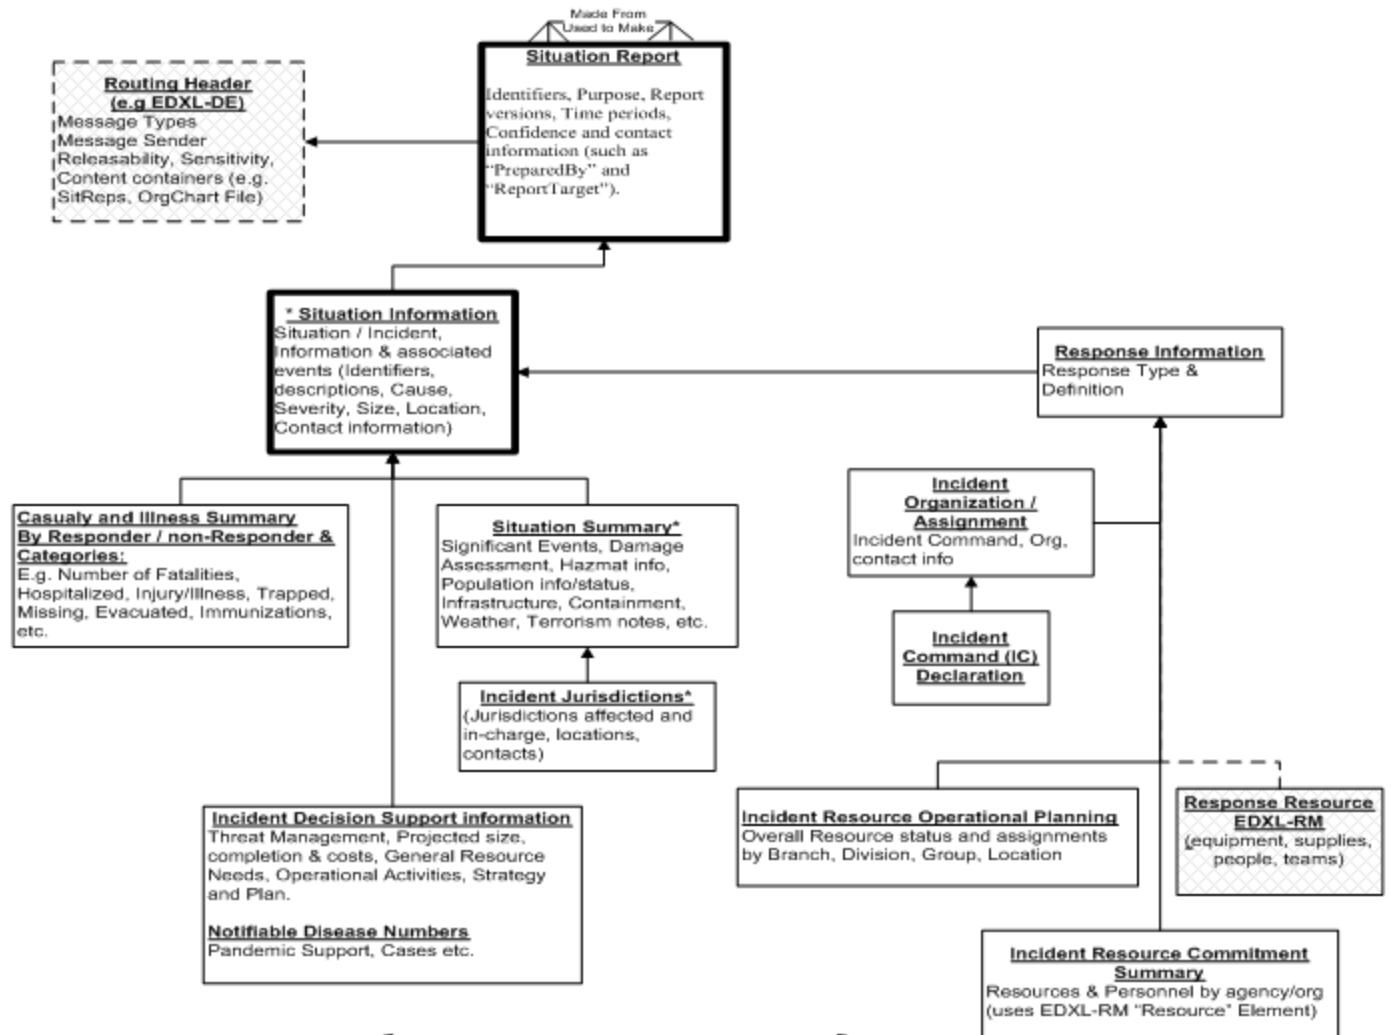 Made From
Used to Make
Situation Report
Identifiers, Purpose, Report
versions, Time periods,
Confidence and contact
information (such as
“PreparedBy” and
“ReportTarget”).
Routing Header
(e.g EDXL-DE)
Message Types
Message Sender
Releasability, Sensitivity,
Content containers (e.g.
SitReps, OrgChart File)
* Situation Information
Situation / Incident,
Information & associated
events (Identifiers,
descriptions, Cause,
Severity, Size, Location,
Contact information)
Response Information
Response Type &
Definition
Casualy and Illness Summary
By Responder / non-Responder &
Categories:
E.g. Number of Fatalities,
Hospitalized, Injury/Illness, Trapped,
Missing, Evacuated, Immunizations,
etc.
Situation Summary*
Significant Events, Damage
Assessment, Hazmat info,
Population info/status,
Infrastructure, Containment,
Weather, Terrorism notes, etc.
Incident
Organization /
Assignment
Incident Command, Org,
contact info
Incident
Command (IC)
Declaration
Incident Jurisdictions*
(Jurisdictions affected and
in-charge, locations,
contacts)
Incident Decision Support information
Threat Management, Projected size,
completion & costs, General Resource
Needs, Operational Activities, Strategy
and Plan.
Notifiable Disease Numbers
Pandemic Support, Cases etc.
Incident Resource Operational Planning
Overall Resource status and assignments
by Branch, Division, Group, Location
Response Resource
EDXL-RM
(equipment, supplies,
people, teams)
Incident Resource Commitment
Summary
Resources & Personnel by agency/org
(uses EDXL-RM “Resource” Element)